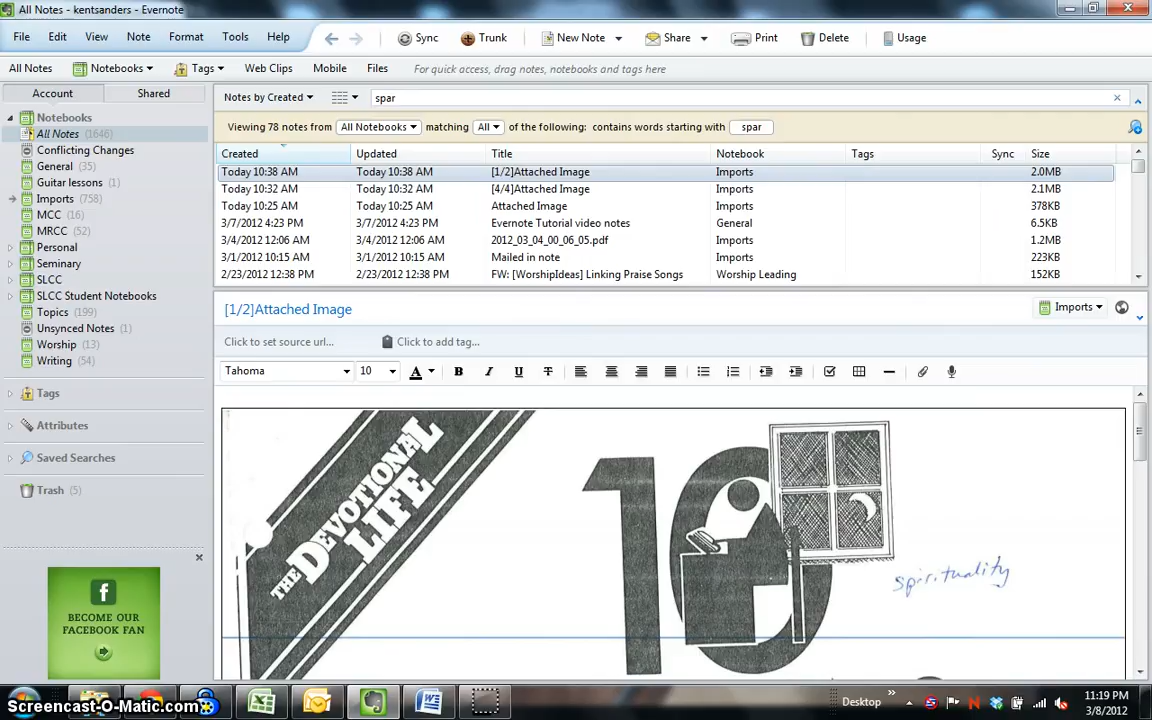 All Notes - kentsanders - Evernote
File Edit View Note Format Tools Help Sync Trunk New Note Share Print Delete Usage
All Notes Notebooks Tags Web Clips Mobile Files For quick access, drag notes, notebooks and tags here
Account Shared
Notebooks
All Notes (1646)
Conflicting Changes
General (35)
Guitar lessons (1)
Imports (758)
MCC (16)
MRCC (52)
Personal
Seminary
SLCC
SLCC Student Notebooks
Topics (199)
Unsynced Notes (1)
Worship (13)
Writing (54)
Tags
Attributes
Saved Searches
Trash (5)
f
BECOME OUR
FACEBOOK FAN
Notes by Created spar
Viewing 78 notes from All Notebooks matching All of the following: contains words starting with spar
Created Updated Title Notebook Tags Sync Size
Today 10:38 AM Today 10:38 AM [1/2]Attached Image Imports 2.0MB
Today 10:32 AM Today 10:32 AM [4/4]Attached Image Imports 2.1MB
Today 10:25 AM Today 10:25 AM Attached Image Imports 378KB
3/7/2012 4:23 PM 3/7/2012 4:23 PM Evernote Tutorial video notes General 6.5KB
3/4/2012 12:06 AM 3/4/2012 12:06 AM 2012_03_04_00_06_05.pdf Imports 1.2MB
3/1/2012 10:15 AM 3/1/2012 10:15 AM Mailed in note Imports 223KB
2/23/2012 12:38 PM 2/23/2012 12:38 PM FW: [WorshipIdeas] Linking Praise Songs Worship Leading 152KB
[1/2]Attached Image Imports
Click to set source url... Click to add tag...
Tahoma 10 A B I U T
THE DEVOTIONAL
LIFE
10
spirituality
Screencast-O-Matic.com
Desktop
11:19 PM
3/8/2012